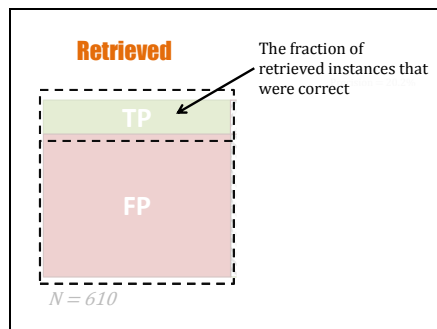 Retrieved
The fraction of
retrieved instances that
were correct
TP
FP
N = 610